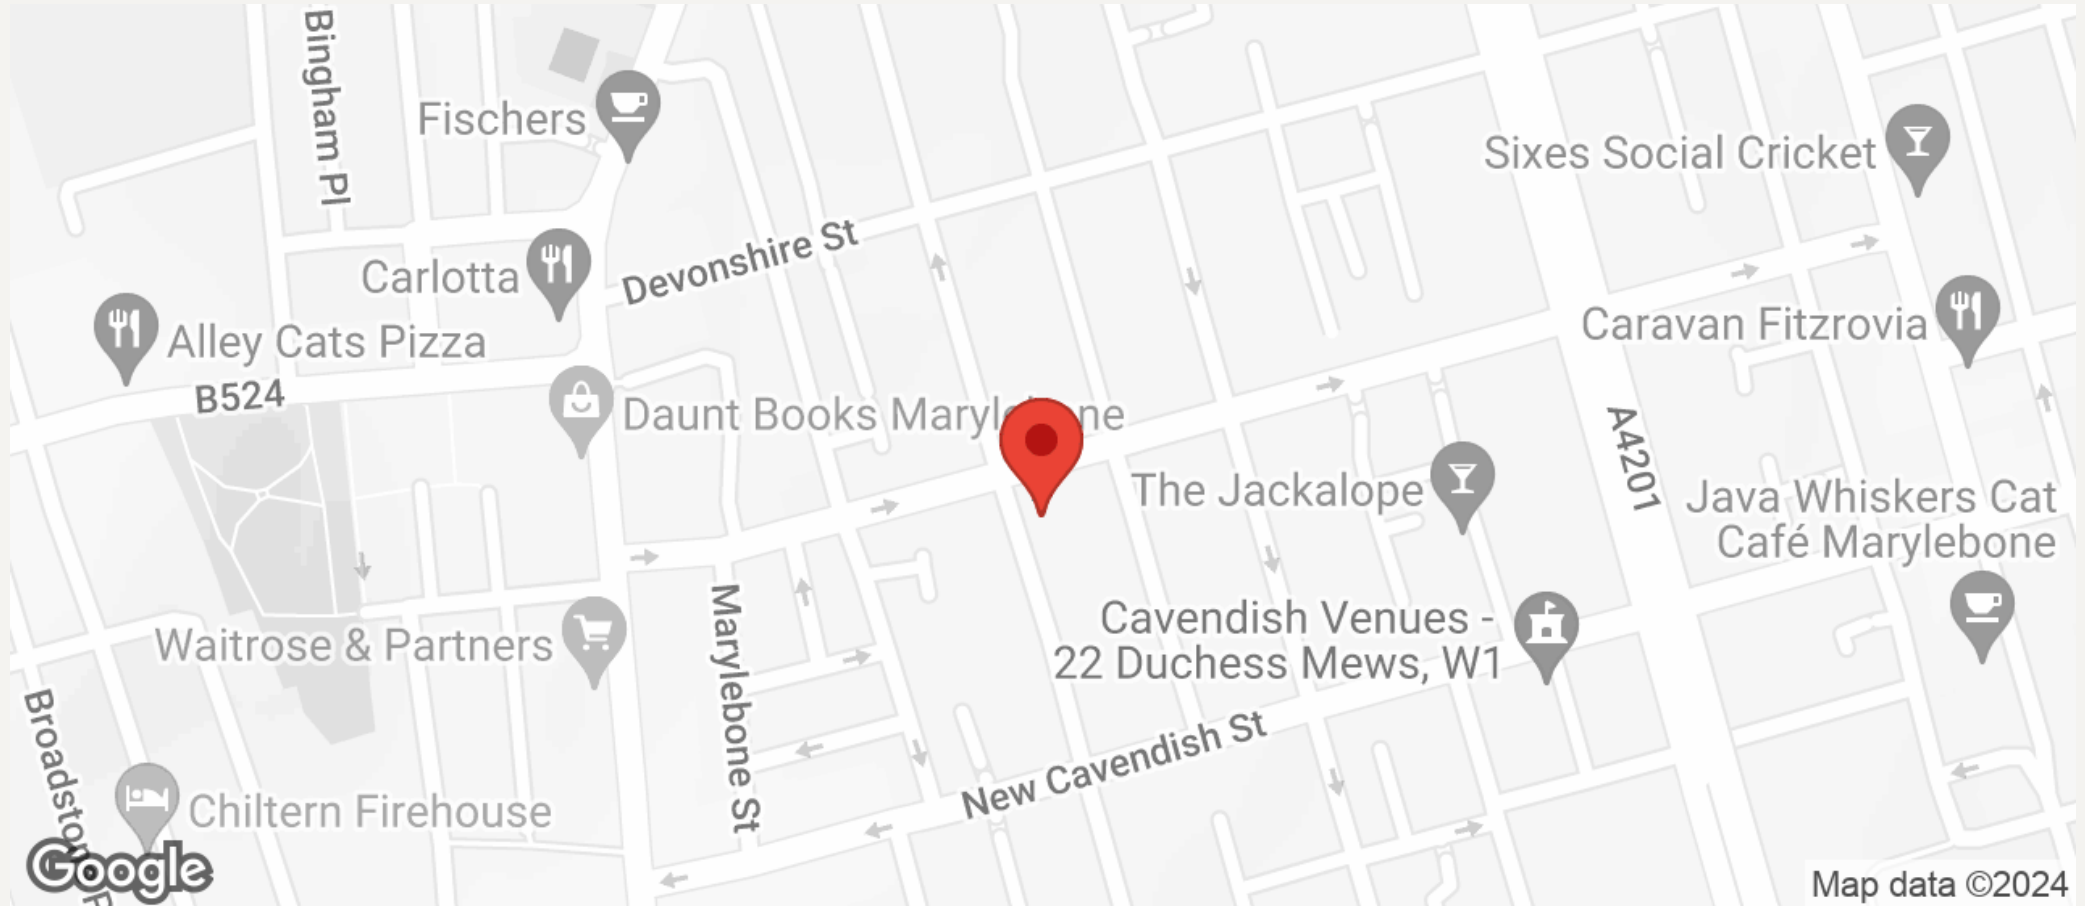 Bingham Pl
Fischers
Sixes Social Cricket
Devonshire St
Carlotta
Alley Cats Pizza
Caravan Fitzrovia
B524
Daunt Books Marylebone
A4201
The Jackalope
Java Whiskers Cat
Café Marylebone
Cavendish Venues -
22 Duchess Mews, W1
Waitrose & Partners
Marylebone St
New Cavendish St
Chiltern Firehouse
Google
Map data ©2024